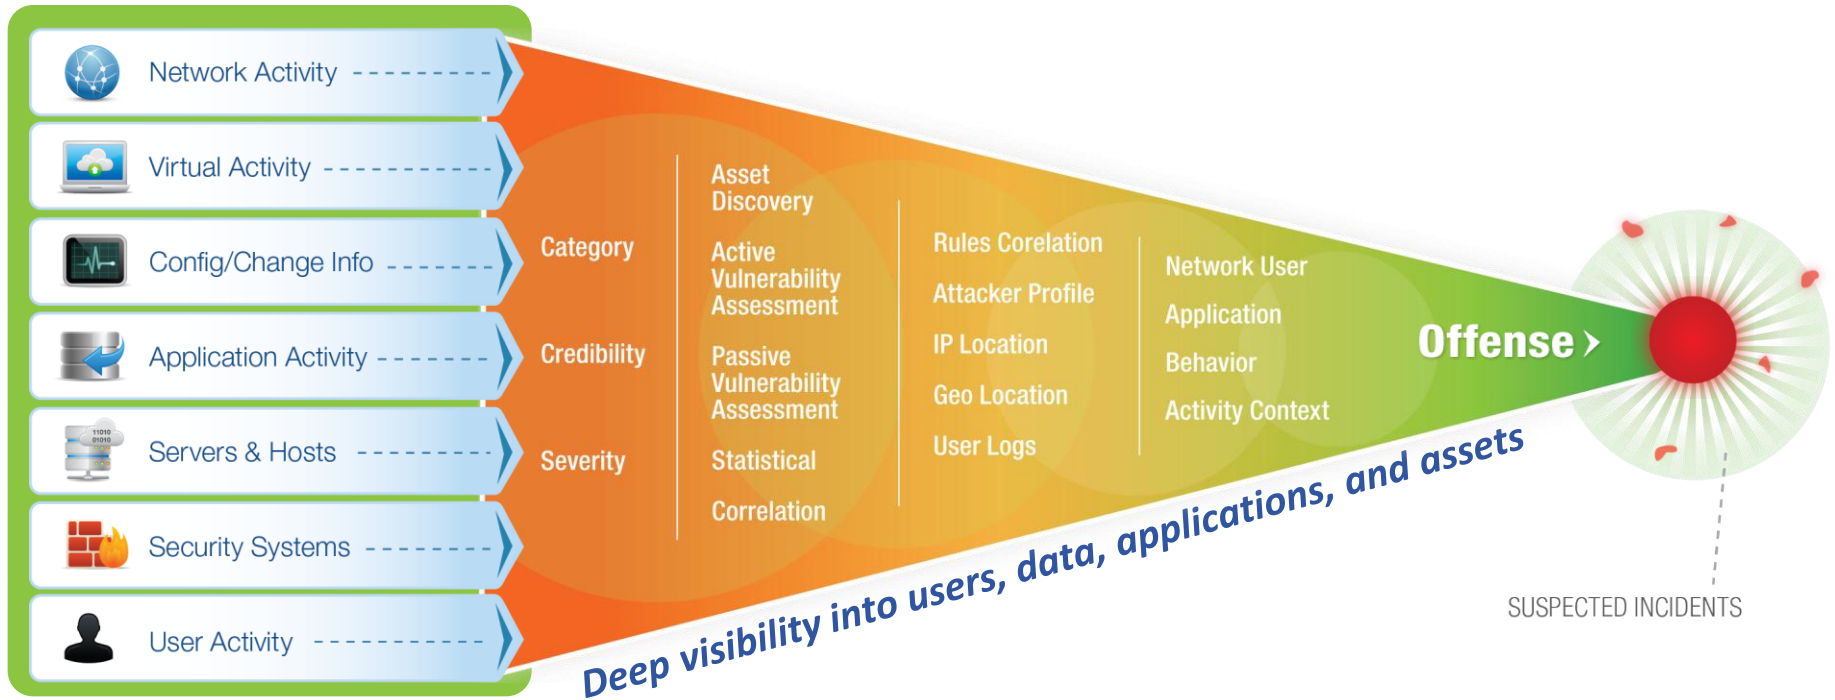 Network Activity
Virtual Activity
Config/Change Info
Application Activity
Servers & Hosts
11010
01010
Security Systems
User Activity
Category
Credibility
Severity
Asset
Discovery
Active
Vulnerability
Assessment
Passive
Vulnerability
Assessment
Statistical
Correlation
Rules Corelation
Attacker Profile
IP Location
Geo Location
User Logs
Network User
Application
Behavior
Activity Context
Offense
Deep visibility into users, data, applications, and assets
SUSPECTED INCIDENTS